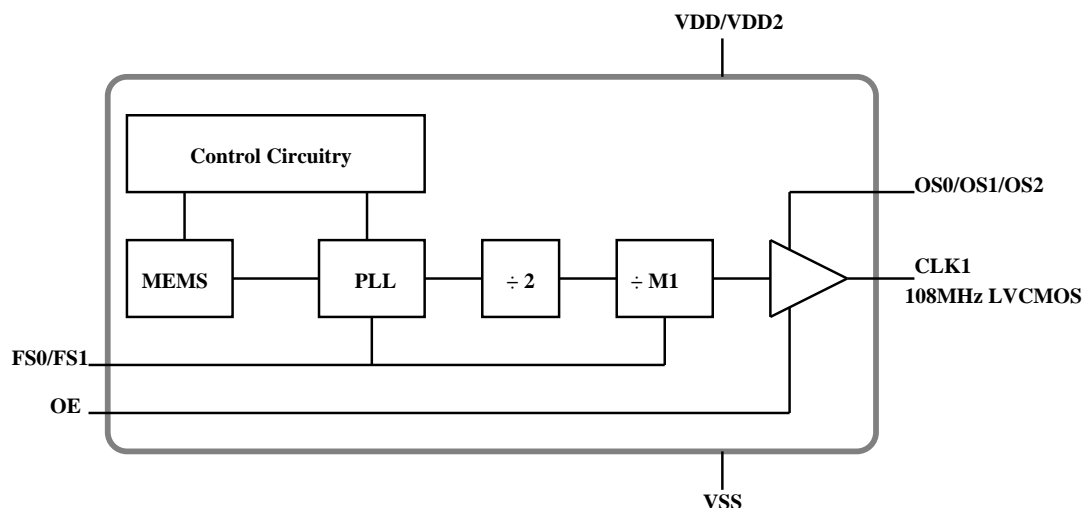 VDD/VDD2
Control Circuitry
OS0/OS1/OS2
MEMS
PLL
÷ 2
÷ M1
CLK1
108MHz LVCMOS
FS0/FS1
OE
VSS